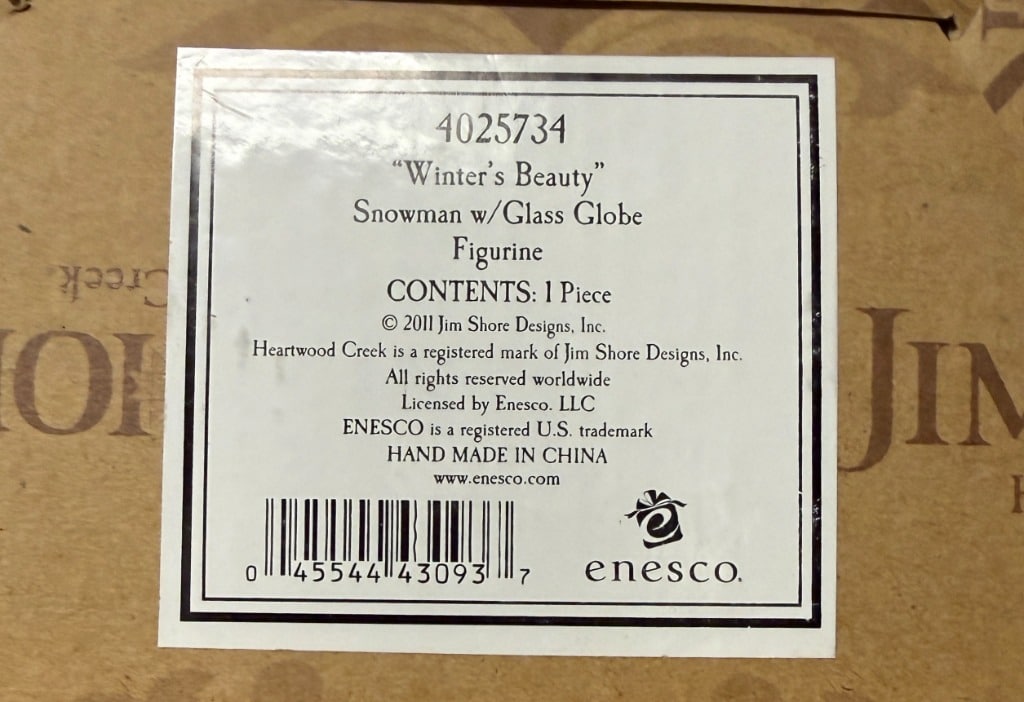 4025734
“Winter's Beauty”
Snowman w/Glass Globe
Figurine
CONTENTS: 1 Piece
© 2011 Jim Shore Designs, Inc.
Heartwood Creek is a registered mark of Jim Shore Designs, Inc.
All rights reserved worldwide
Licensed by Enesco. LLC
ENESCO is a registered U.S. trademark
HAND MADE IN CHINA
www.enesco.com
0 45544 43093 7
enesco.
Creek
JIM